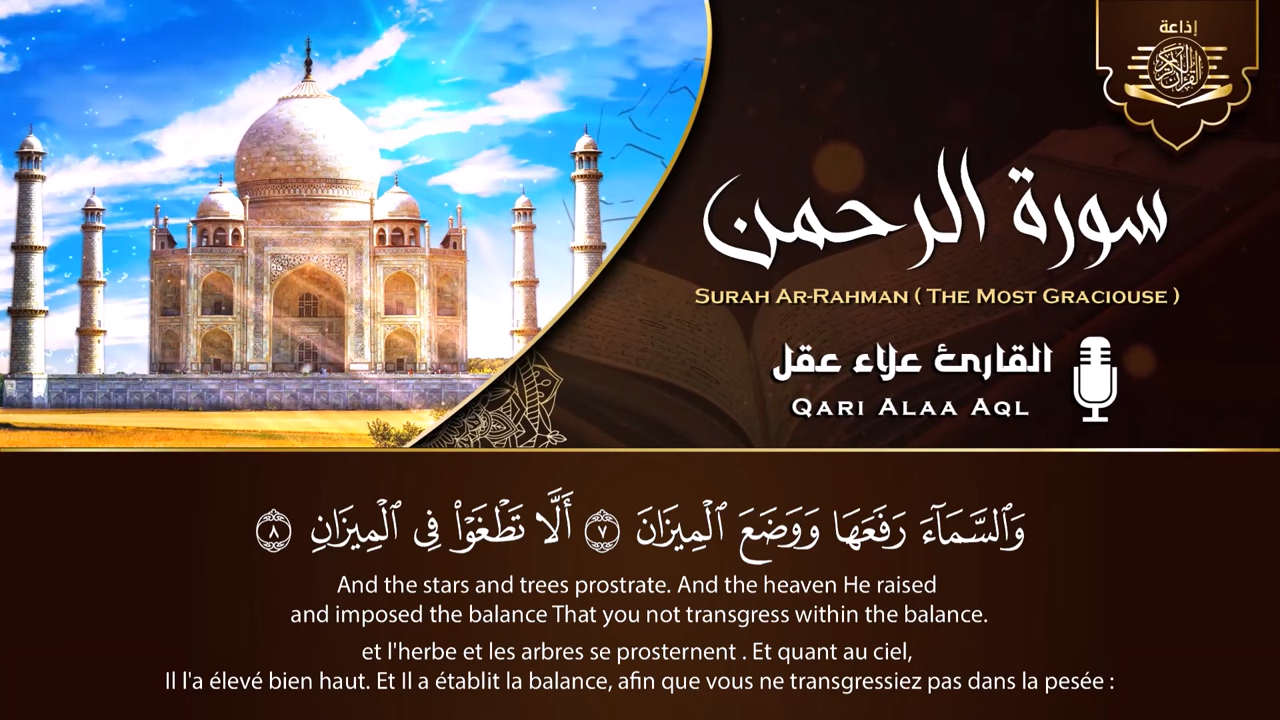 إذاعة
القرآن الكريم
سورة الرحمن
SURAH AR-RAHMAN ( THE MOST GRACIOUSE )
القارئ علاء عقل
QARI ALAA AQL
وَٱلسَّمَآءَ رَفَعَهَا وَوَضَعَ ٱلْمِيزَانَ ٧ أَلَّا تَطْغَوْا۟ فِى ٱلْمِيزَانِ ٨
And the stars and trees prostrate. And the heaven He raised
and imposed the balance That you not transgress within the balance.
et l'herbe et les arbres se prosternent . Et quant au ciel,
Il l'a élevé bien haut. Et Il a établit la balance, afin que vous ne transgressiez pas dans la pesée :